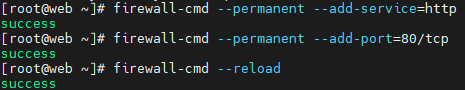 [root@web ~]# firewall-cmd --permanent --add-service=http
success
[root@web ~]# firewall-cmd --permanent --add-port=80/tcp
success
[root@web ~]# firewall-cmd --reload
success